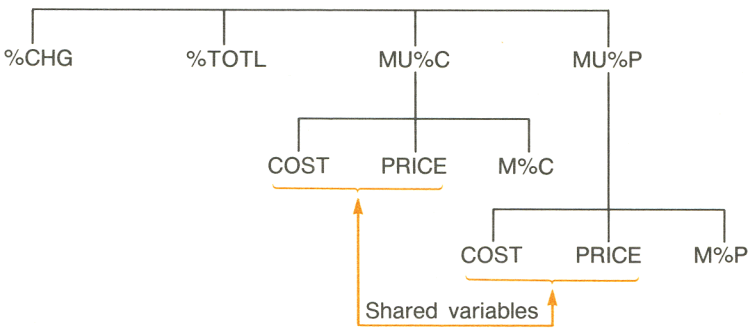 %CHG %TOTL MU%C MU%P
COST PRICE M%C
COST PRICE M%P
Shared variables